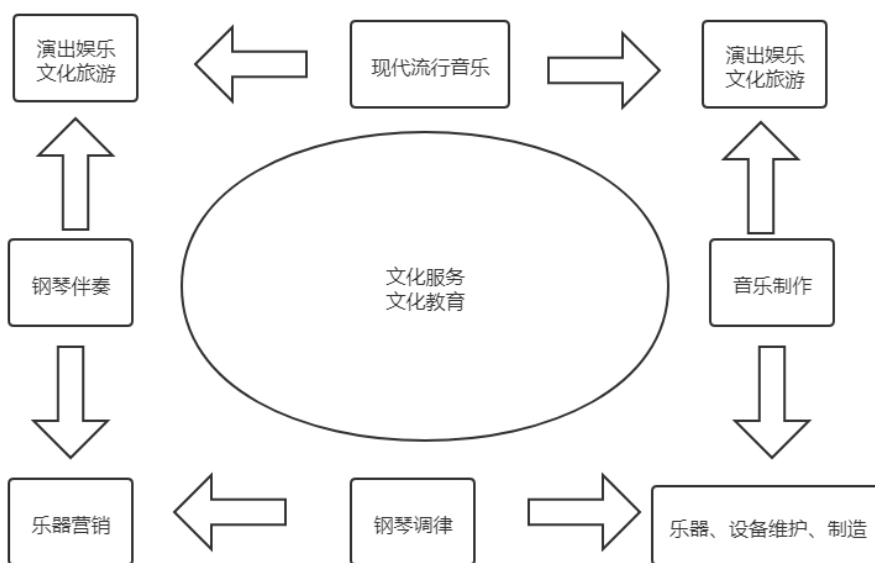 演出娱乐
文化旅游
现代流行音乐
演出娱乐
文化旅游
钢琴伴奏
文化服务
文化教育
音乐制作
乐器营销
钢琴调律
乐器、设备维护、制造